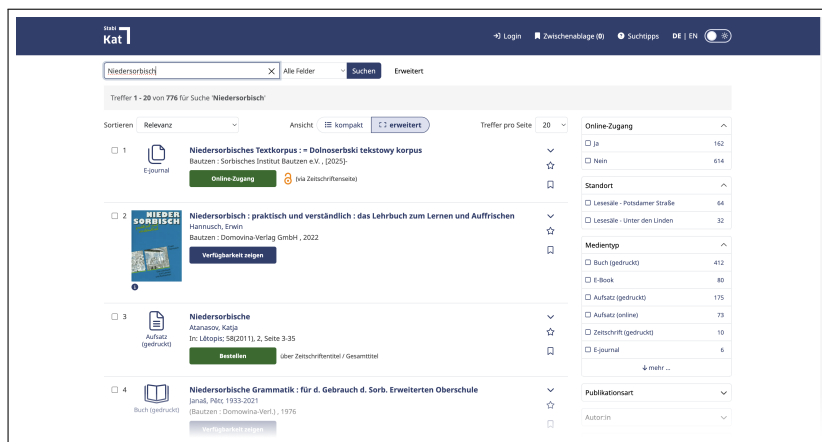 Stabi
Kat
Login Zwischenablage (0) Suchtipps DE | EN
Niedersorbisch Alle Felder Suchen Erweitert
Treffer 1 - 20 von 776 für Suche 'Niedersorbisch'
Sortieren Relevanz Ansicht kompakt erweitert Treffer pro Seite 20
1 Niedersorbisches Textkorpus : = Dolnoserbski tekstowy korpus
Bautzen : Sorbisches Institut Bautzen e.V. , [2025]-
E-Journal
Online-Zugang (via Zeitschriftenseite)
2 Niedersorbisch : praktisch und verständlich : das Lehrbuch zum Lernen und Auffrischen
NIEDER
SORBISCH
Hannusch, Erwin
Bautzen : Domovina-Verlag GmbH , 2022
Verfügbarkeit zeigen
3 Niedersorbische
Atanasov, Katja
Aufsatz
(gedruckt)
In: Lětopis; 58(2011), 2, Seite 3-35
Bestellen über Zeitschriftentitel / Gesamttitel
4 Niedersorbische Grammatik : für d. Gebrauch d. Sorb. Erweiterten Oberschule
Janaš, Pětr, 1933-2021
Buch (gedruckt)
(Bautzen : Domowina-Verl.) , 1976
Verfügbarkeit zeigen
Online-Zugang
Ja 162
Nein 614
Standort
Lesesäle - Potsdamer Straße 64
Lesesäle - Unter den Linden 32
Medientyp
Buch (gedruckt) 412
E-Book 80
Aufsatz (gedruckt) 175
Aufsatz (online) 73
Zeitschrift (gedruckt) 10
E-Journal 6
mehr ...
Publikationsart
Autor:in